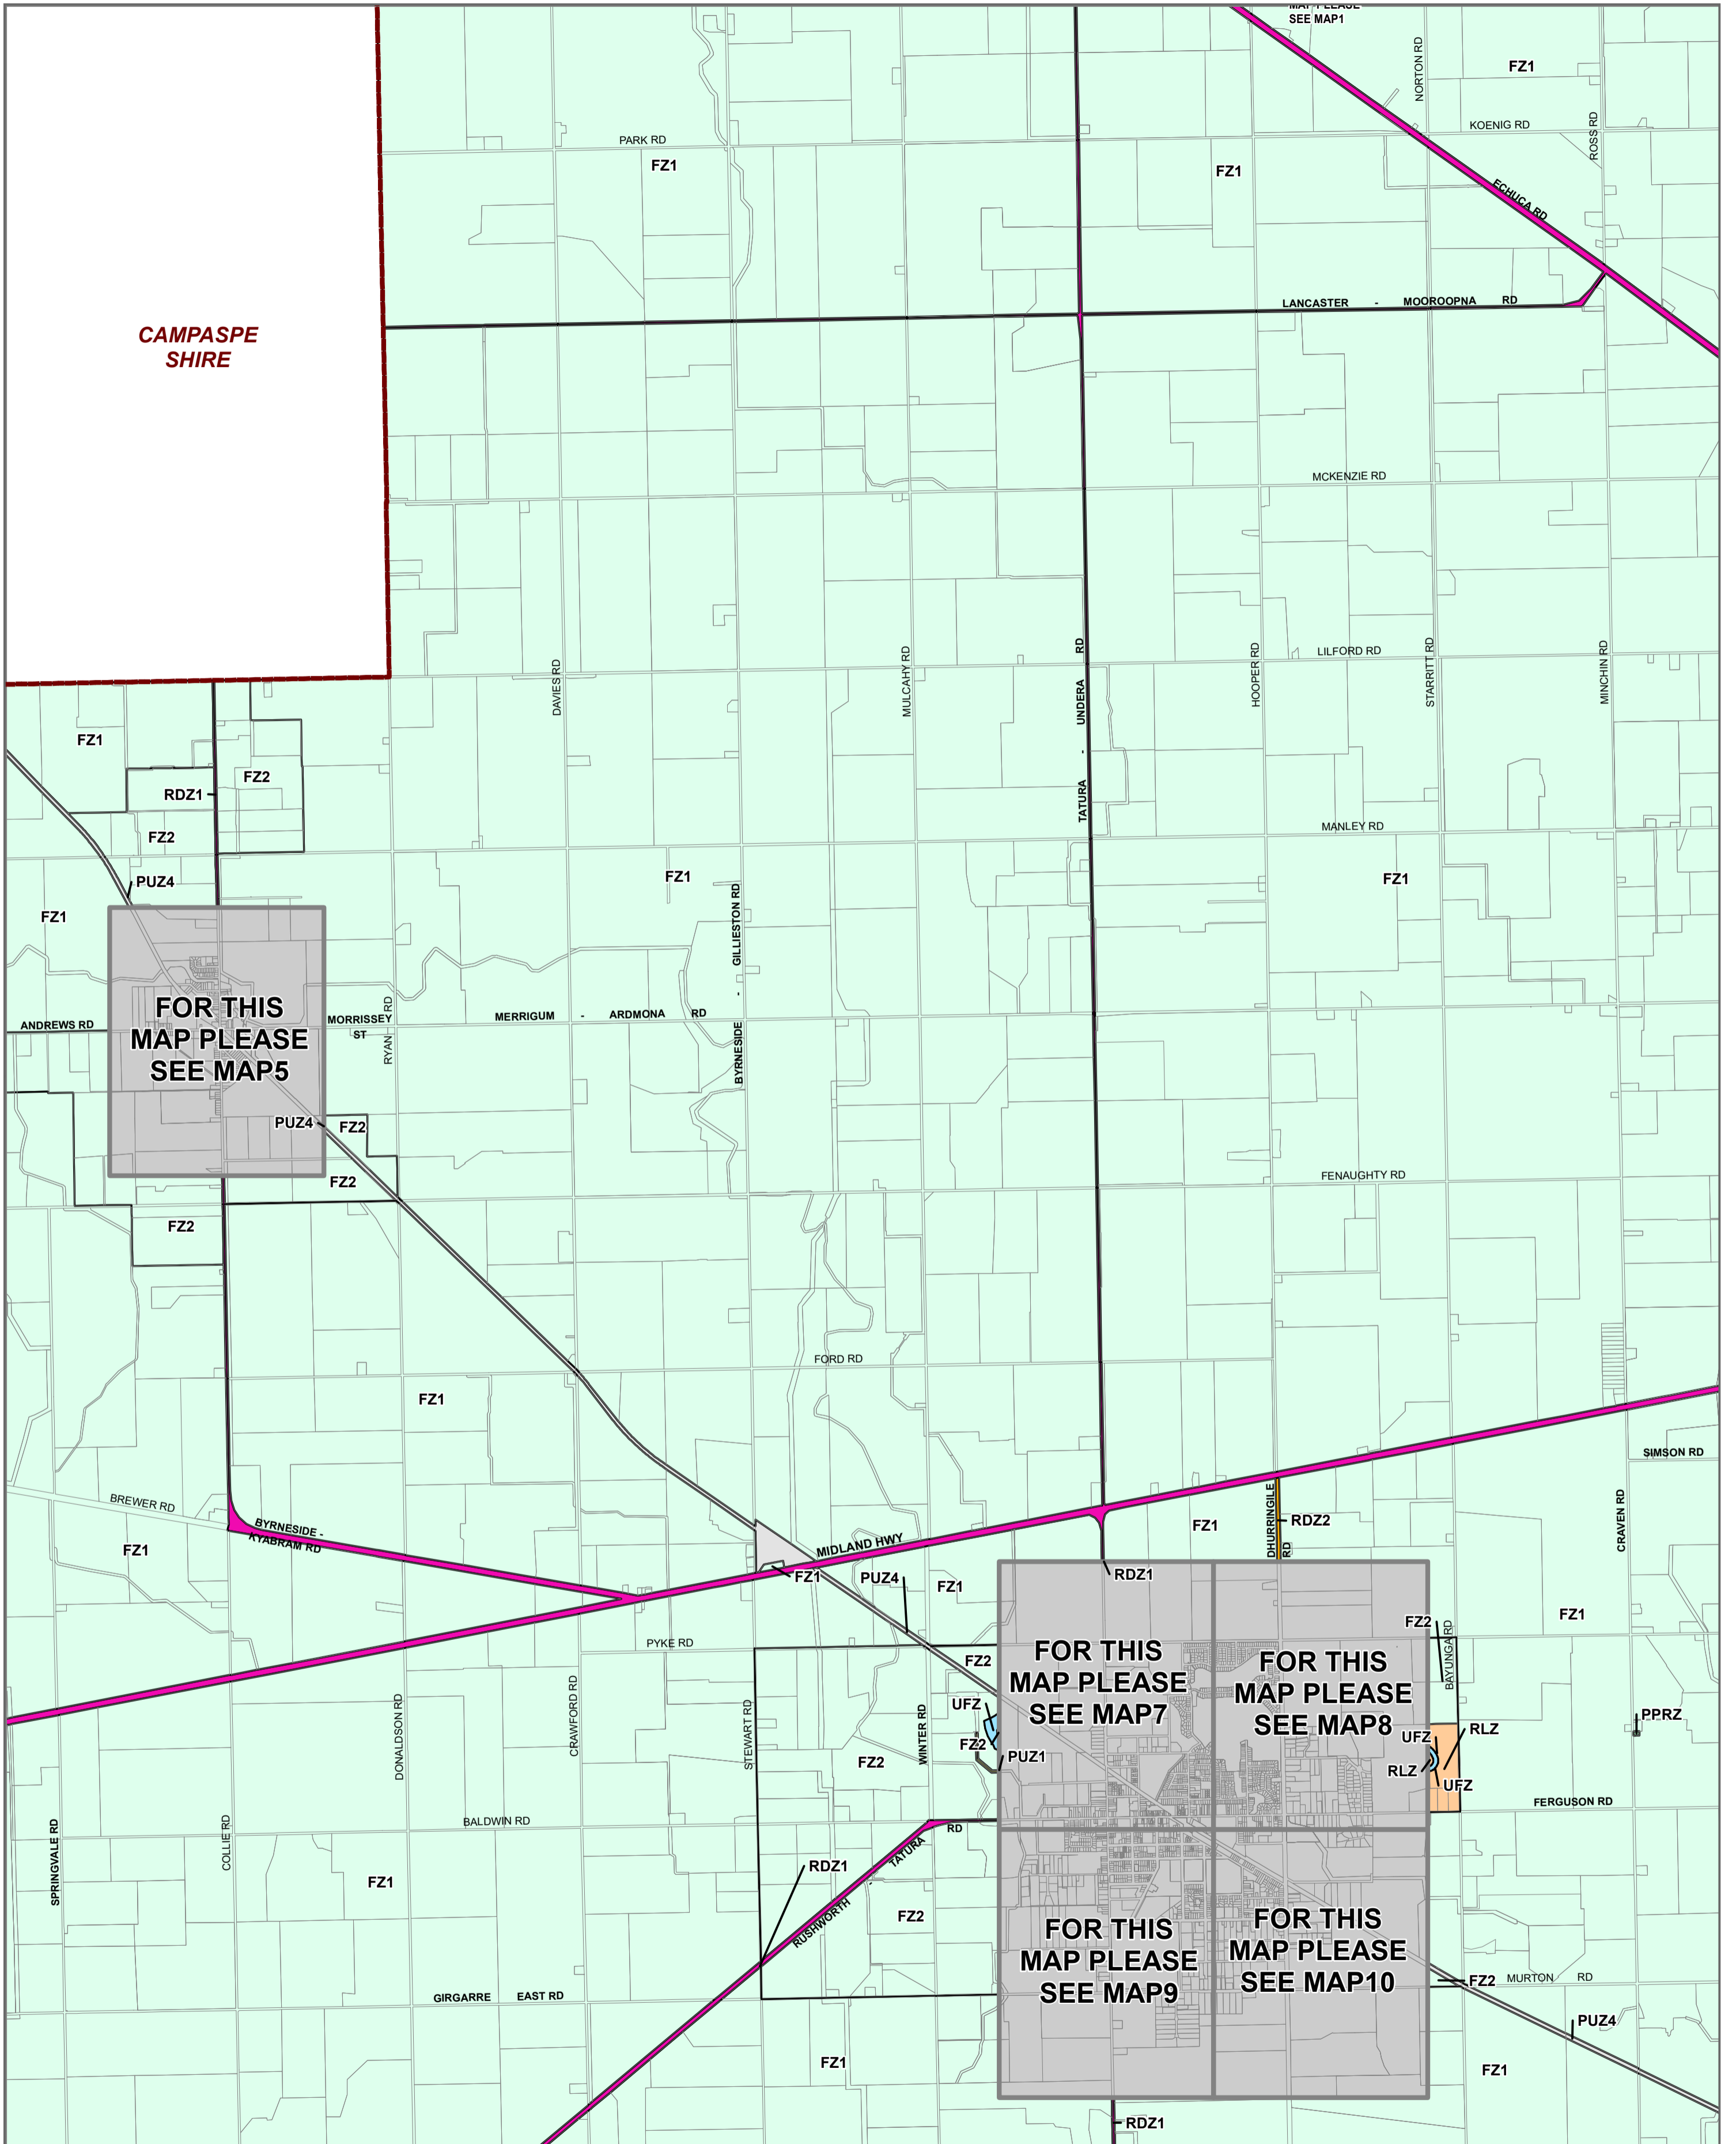 MAP PLEASE
SEE MAP1
NORTON RD
FZ1
KOENIG RD
ROSS RD
PARK RD
FZ1
FZ1
ECHUCA RD
LANCASTER - MOOROOPNA RD
CAMPASPE
SHIRE
MCKENZIE RD
DAVIES RD
MULCAHY RD
TATURA - UNDERA RD
HOOPER RD
LILFORD RD
STARRITT RD
MINCHIN RD
FZ1
FZ2
RDZ1
FZ2
MANLEY RD
PUZ4
FZ1
FZ1
FZ1
BYRNESIDE - GILLIESTON RD
FOR THIS
MAP PLEASE
SEE MAP5
ANDREWS RD
MORRISSEY
ST
RYAN RD
MERRIGUM - ARDMONA RD
PUZ4
FZ2
FZ2
FENAUGHTY RD
FZ2
FORD RD
FZ1
SIMSON RD
BREWER RD
BYRNESIDE -
KYABRAM RD
FZ1
MIDLAND HWY
FZ1
DHURRINGILE
RD
RDZ2
CRAVEN RD
FZ1
PUZ4
FZ1
RDZ1
FZ2
FZ1
PYKE RD
FZ2
FOR THIS
MAP PLEASE
SEE MAP7
FOR THIS
MAP PLEASE
SEE MAP8
BAYUNGA RD
DONALDSON RD
CRAWFORD RD
STEWART RD
WINTER RD
UFZ
FZ2
PUZ1
FZ2
PPRZ
UFZ
RLZ
RLZ
UFZ
FERGUSON RD
SPRINGVALE RD
COLLIE RD
BALDWIN RD
RUSHWORTH - TATURA RD
RDZ1
FZ1
FZ2
FOR THIS
MAP PLEASE
SEE MAP9
FOR THIS
MAP PLEASE
SEE MAP10
FZ2
MURTON RD
GIRGARRE EAST RD
PUZ4
FZ1
FZ1
RDZ1